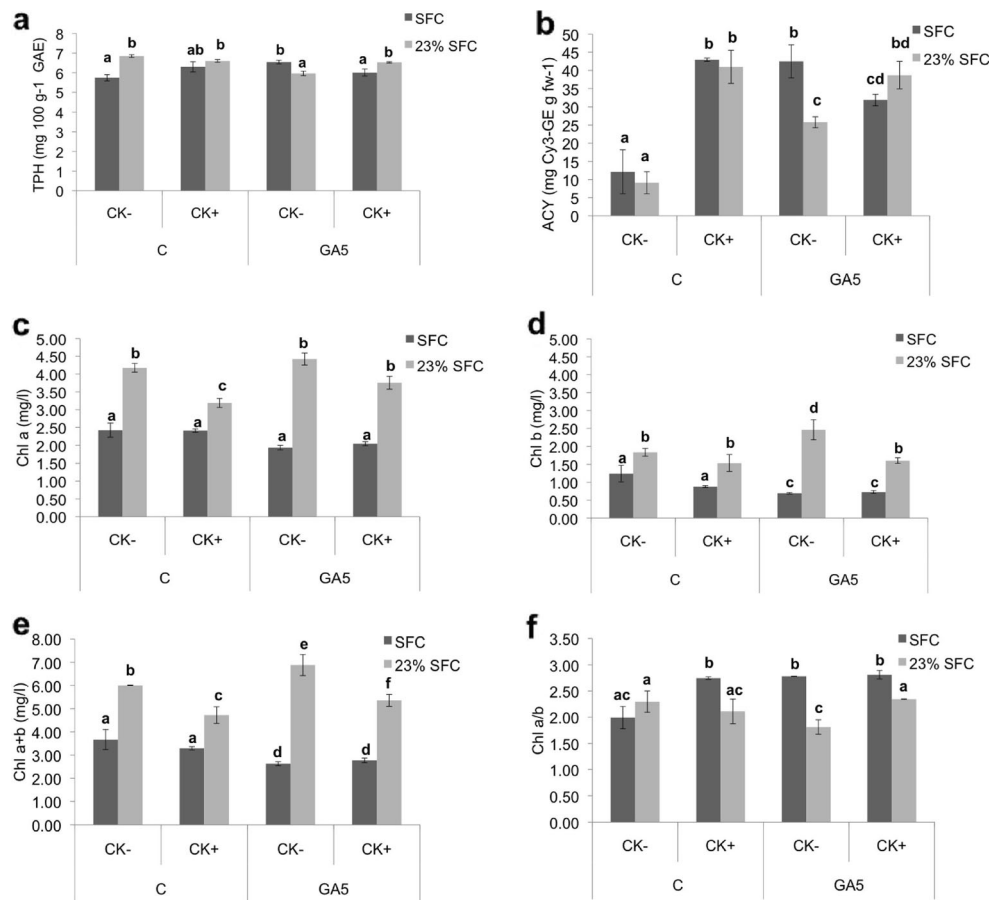 a
TPH (mg 100 g-1 GAE)
8
7
6
5
4
3
2
1
0
a b ab b b a a b
SFC
23% SFC
CK- CK+ CK- CK+
C GA5
b
ACY (mg Cy3-GE g fw-1)
50
45
40
35
30
25
20
15
10
5
0
a a b b b c cd bd
SFC
23% SFC
CK- CK+ CK- CK+
C GA5
c
Chl a (mg/l)
5.00
4.50
4.00
3.50
3.00
2.50
2.00
1.50
1.00
0.50
0.00
a b a c a b a b
SFC
23% SFC
CK- CK+ CK- CK+
C GA5
d
Chl b (mg/l)
5.00
4.50
4.00
3.50
3.00
2.50
2.00
1.50
1.00
0.50
0.00
a b a b c d c b
SFC
23% SFC
CK- CK+ CK- CK+
C GA5
e
Chl a+b (mg/l)
8.00
7.00
6.00
5.00
4.00
3.00
2.00
1.00
0.00
a b a c d e d f
SFC
23% SFC
CK- CK+ CK- CK+
C GA5
f
Chl a/b
3.50
3.00
2.50
2.00
1.50
1.00
0.50
0.00
ac a b ac b c b a
SFC
23% SFC
CK- CK+ CK- CK+
C GA5